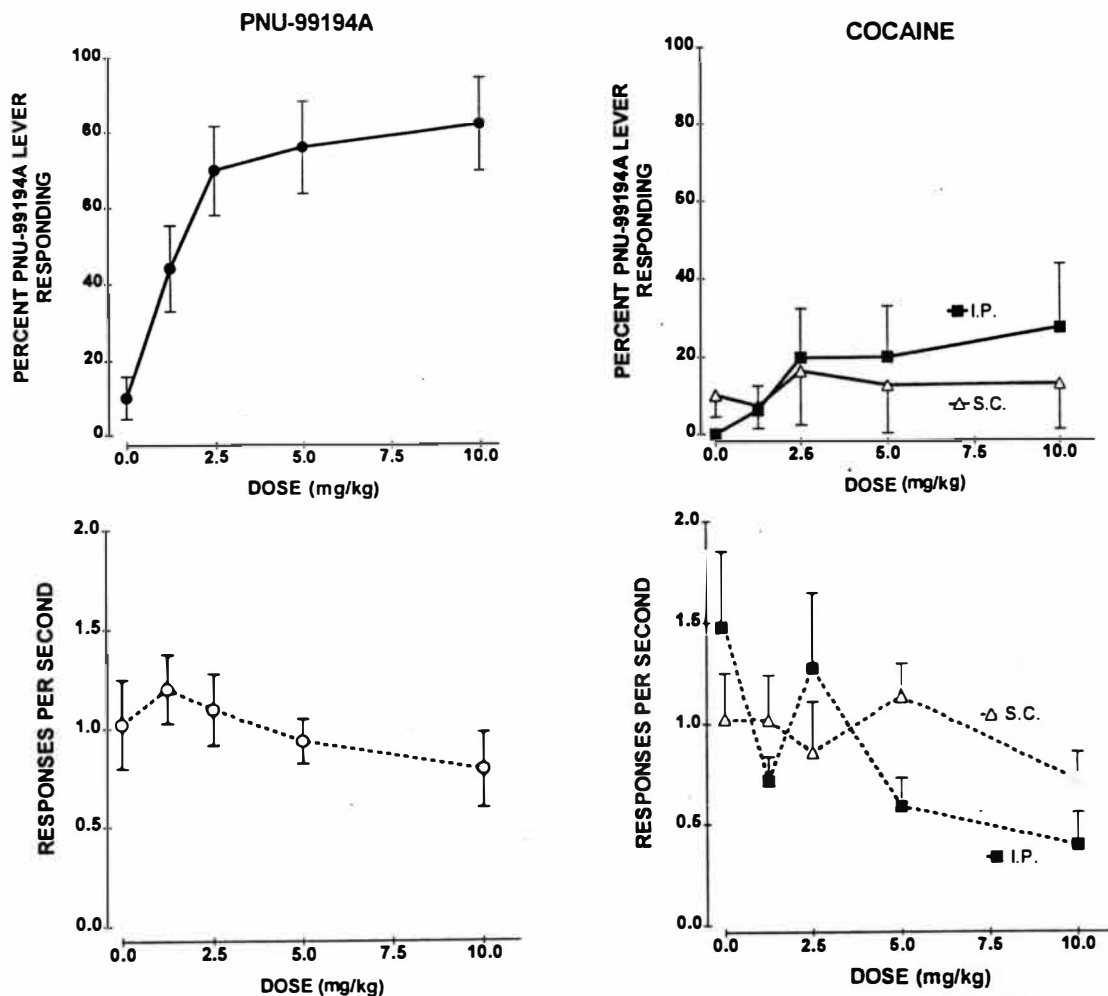 PNU-99194A
PERCENT PNU-99194A LEVER
RESPONDING
100
80
60
40
20
0
0.0 2.5 5.0 7.5 10.0
DOSE (mg/kg)
COCAINE
PERCENT PNU-99194A LEVER
RESPONDING
100
80
60
40
20
0
I.P.
S.C.
0.0 2.5 5.0 7.5 10.0
DOSE (mg/kg)
RESPONSES PER SECOND
2.0
1.5
1.0
0.5
0.0
0.0 2.5 5.0 7.5 10.0
DOSE (mg/kg)
RESPONSES PER SECOND
2.0
1.5
1.0
0.5
0.0
S.C.
I.P.
0.0 2.5 5.0 7.5 10.0
DOSE (mg/kg)